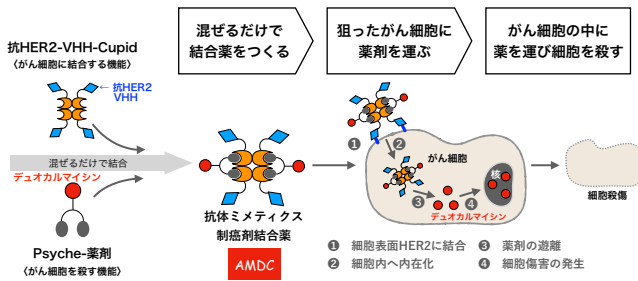 混ぜるだけで
結合薬をつくる
狙ったがん細胞に
薬剤を運ぶ
がん細胞の中に
薬を運び細胞を殺す
抗HER2-VHH-Cupid
〈がん細胞に結合する機能〉
← 抗HER2
VHH
混ぜるだけで結合
デュオカルマイシン
Psyche-薬剤
〈がん細胞を殺す機能〉
抗体ミメティクス
制癌剤結合薬
AMDC
❶
❷
がん細胞
核
❸
❹
デュオカルマイシン
細胞殺傷
❶ 細胞表面HER2に結合
❷ 細胞内へ内在化
❸ 薬剤の遊離
❹ 細胞傷害の発生